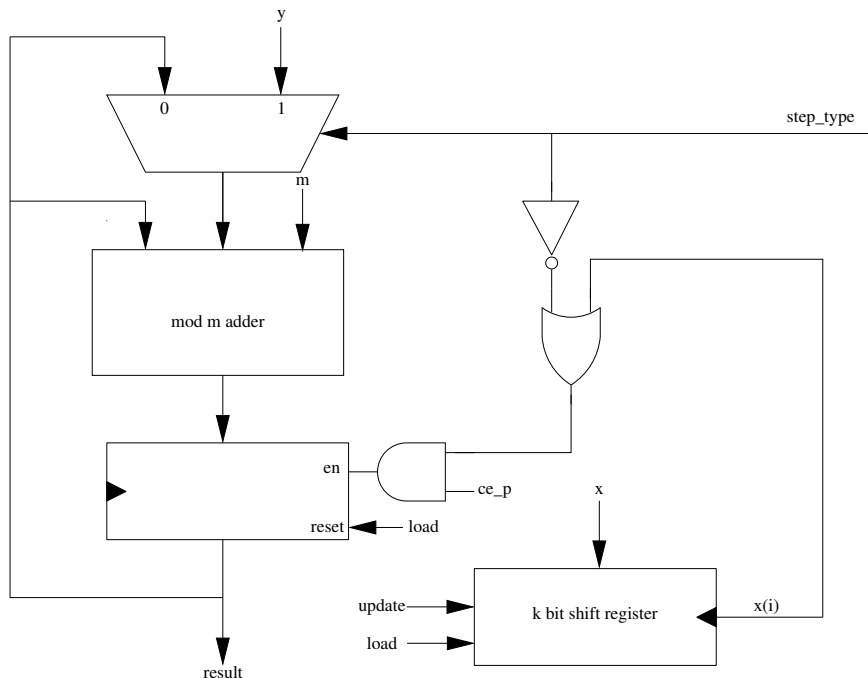 y
0
1
step_type
m
mod m adder
en
ce_p
x
reset
load
update
k bit shift register
x(i)
load
result